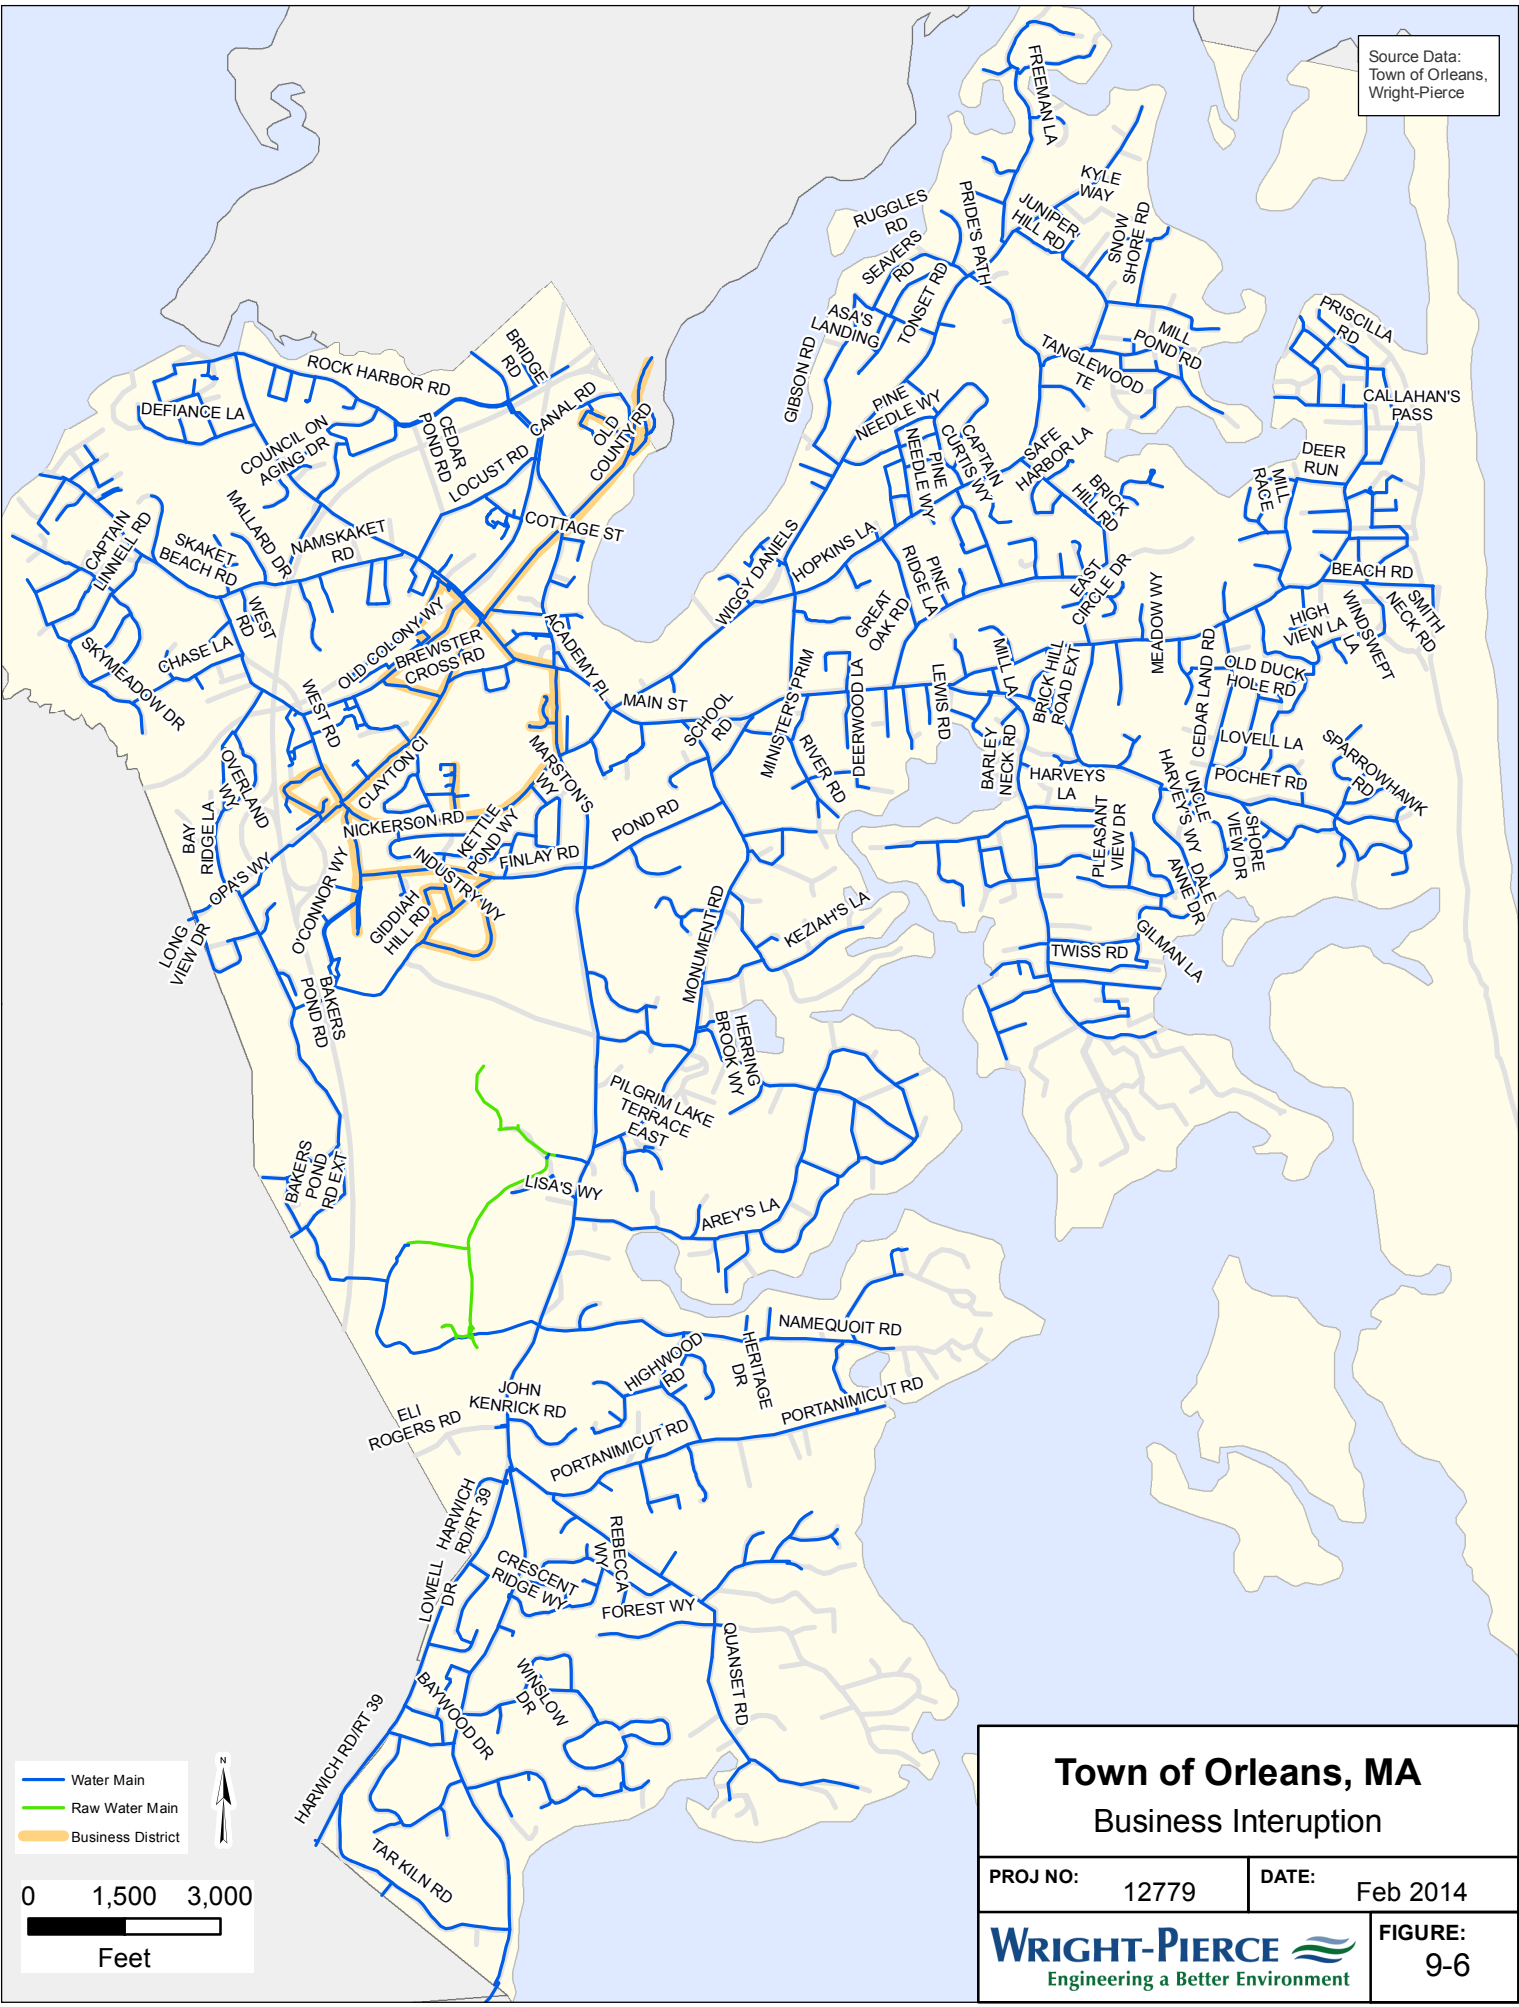 Source Data:
Town of Orleans,
Wright-Pierce
FREEMAN LA
KYLE
WAY
RUGGLES
RD
PRIDE'S PATH
JUNIPER
HILL RD
SNOW
SHORE RD
SEAVERS
RD
TONSET RD
ASA'S
LANDING
GIBSON RD
TANGLEWOOD
TE
MILL
POND RD
PRISCILLA
RD
CALLAHAN'S
PASS
BRIDGE
RD
ROCK HARBOR RD
CANAL RD
OLD
COUNTY RD
DEFIANCE LA
COUNCIL ON
AGING DR
CEDAR
POND RD
LOCUST RD
PINE
NEEDLE WY
PINE
NEEDLE WY
CAPTAIN
CURTIS WY
SAFE
HARBOR LA
BRICK
HILL RD
DEER
RUN
MILL
RACE
CAPTAIN
LINNELL RD
SKAKET
BEACH RD
MALLARD DR
NAMSKAKET
RD
COTTAGE ST
WIGGY DANIELS
HOPKINS LA
PINE
RIDGE LA
GREAT
OAK RD
EAST
CIRCLE DR
BEACH RD
SMITH
NECK RD
WINDSWEPT
LA
HIGH
VIEW LA
MEADOW WY
WEST
RD
OLD COLONY WY
BREWSTER
CROSS RD
ACADEMY PL
SKYMEADOW DR
CHASE LA
WEST RD
MAIN ST
SCHOOL
RD
MINISTER'S PRIM
DEERWOOD LA
LEWIS RD
MILL LA
BRICK HILL
ROAD EXT
CEDAR LAND RD
OLD DUCK
HOLE RD
LOVELL LA
POCHET RD
SPARROWHAWK
RD
RIVER RD
BARLEY
NECK RD
HARVEYS
LA
UNCLE
HARVEY'S WY
PLEASANT
VIEW DR
SHORE
VIEW DR
DALE
ANNE DR
OVERLAND
WY
CLAYTON CI
MARSTON'S
WY
NICKERSON RD
KETTLE
POND WY
POND RD
BAY
RIDGE LA
OPA'S WY
INDUSTRY WY
FINLAY RD
O'CONNOR WY
GIDDIAH
HILL RD
LONG
VIEW DR
MONUMENT RD
KEZIAH'S LA
TWISS RD
GILMAN LA
BAKERS
POND RD
HERRING
BROOK WY
PILGRIM LAKE
TERRACE
EAST
BAKERS
POND
RD EXT
LISA'S WY
AREY'S LA
NAMEQUOIT RD
HIGHWOOD
RD
HERITAGE
DR
JOHN
KENRICK RD
ELI
ROGERS RD
PORTANIMICUT RD
PORTANIMICUT RD
HARWICH
RD/RT 39
REBECCA
WY
LOWELL
DR
CRESCENT
RIDGE WY
FOREST WY
QUANSET RD
WINSLOW
DR
BAYWOOD DR
HARWICH RD/RT 39
TAR KILN RD
N
Water Main
Raw Water Main
Business District
0 1,500 3,000
Feet
Town of Orleans, MA
Business Interuption
PROJ NO: 12779
DATE: Feb 2014
WRIGHT-PIERCE
Engineering a Better Environment
FIGURE:
9-6